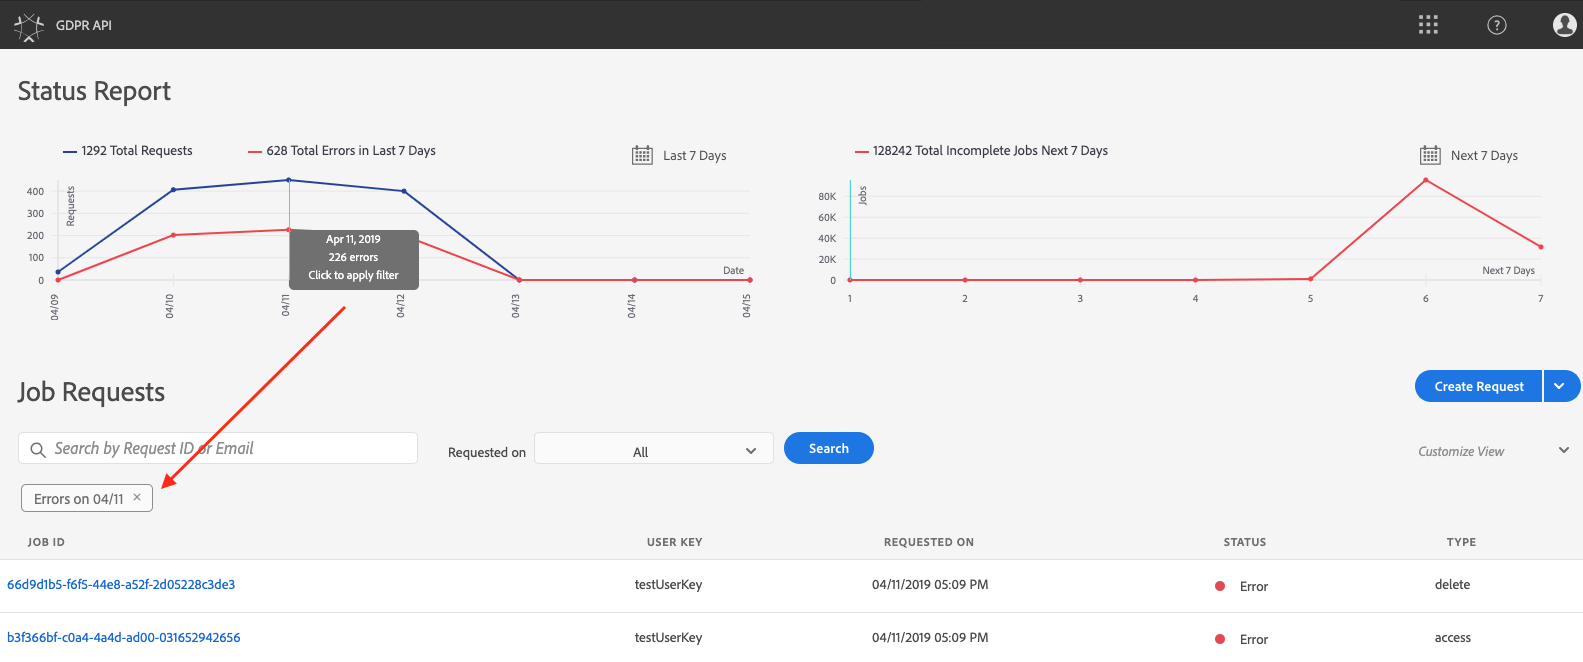 GDPR API
?
Status Report
1292 Total Requests
628 Total Errors in Last 7 Days
Last 7 Days
400
300
200
100
0
Requests
Apr 11, 2019
226 errors
Click to apply filter
Date
04/09
04/10
04/11
04/12
04/13
04/14
04/15
128242 Total Incomplete Jobs Next 7 Days
Next 7 Days
80K
60K
40K
20K
0
Jobs
Next 7 Days
1 2 3 4 5 6 7
Job Requests
Create Request
Search by Request ID or Email
Requested on
All
Search
Customize View
Errors on 04/11 ×
JOB ID USER KEY REQUESTED ON STATUS TYPE
66d9d1b5-f6f5-44e8-a52f-2d05228c3de3 testUserKey 04/11/2019 05:09 PM Error delete
b3f366bf-c0a4-4a4d-ad00-031652942656 testUserKey 04/11/2019 05:09 PM Error access